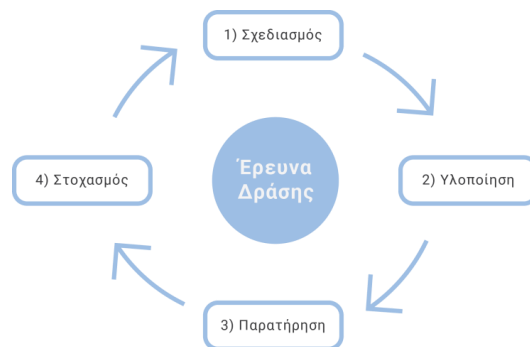 1) Σχεδιασμός
Έρευνα
Δράσης
4) Στοχασμός
2) Υλοποίηση
3) Παρατήρηση